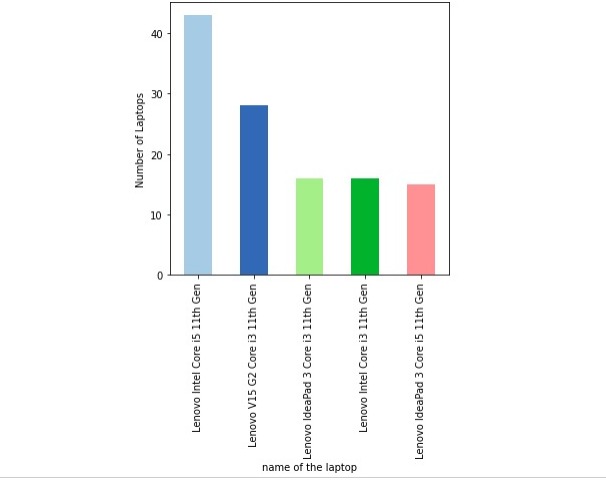 Number of Laptops
40
30
20
10
0
Lenovo Intel Core i5 11th Gen
Lenovo V15 G2 Core i3 11th Gen
Lenovo IdeaPad 3 Core i3 11th Gen
Lenovo Intel Core i3 11th Gen
Lenovo IdeaPad 3 Core i5 11th Gen
name of the laptop